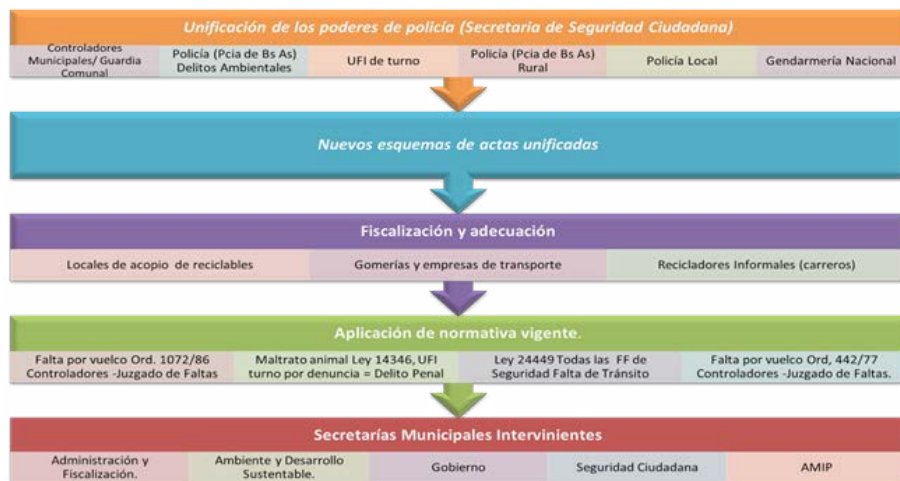 Unificación de los poderes de policía (Secretaria de Seguridad Ciudadana)
Controladores
Municipales/ Guardia
Comunal
Policía (Pcia de Bs As)
Delitos Ambientales
UFI de turno
Policía (Pcia de Bs As)
Rural
Policía Local
Gendarmería Nacional
Nuevos esquemas de actas unificadas
Fiscalización y adecuación
Locales de acopio de reciclables
Gomerías y empresas de transporte
Recicladores Informales (carreros)
Aplicación de normativa vigente.
Falta por vuelco Ord. 1072/86
Controladores -Juzgado de Faltas
Maltrato animal Ley 14346, UFI
turno por denuncia = Delito Penal
Ley 24449 Todas las FF de
Seguridad Falta de Tránsito
Falta por vuelco Ord, 442/77
Controladores -Juzgado de Faltas.
Secretarías Municipales Intervinientes
Administración y
Fiscalización.
Ambiente y Desarrollo
Sustentable.
Gobierno
Seguridad Ciudadana
AMIP